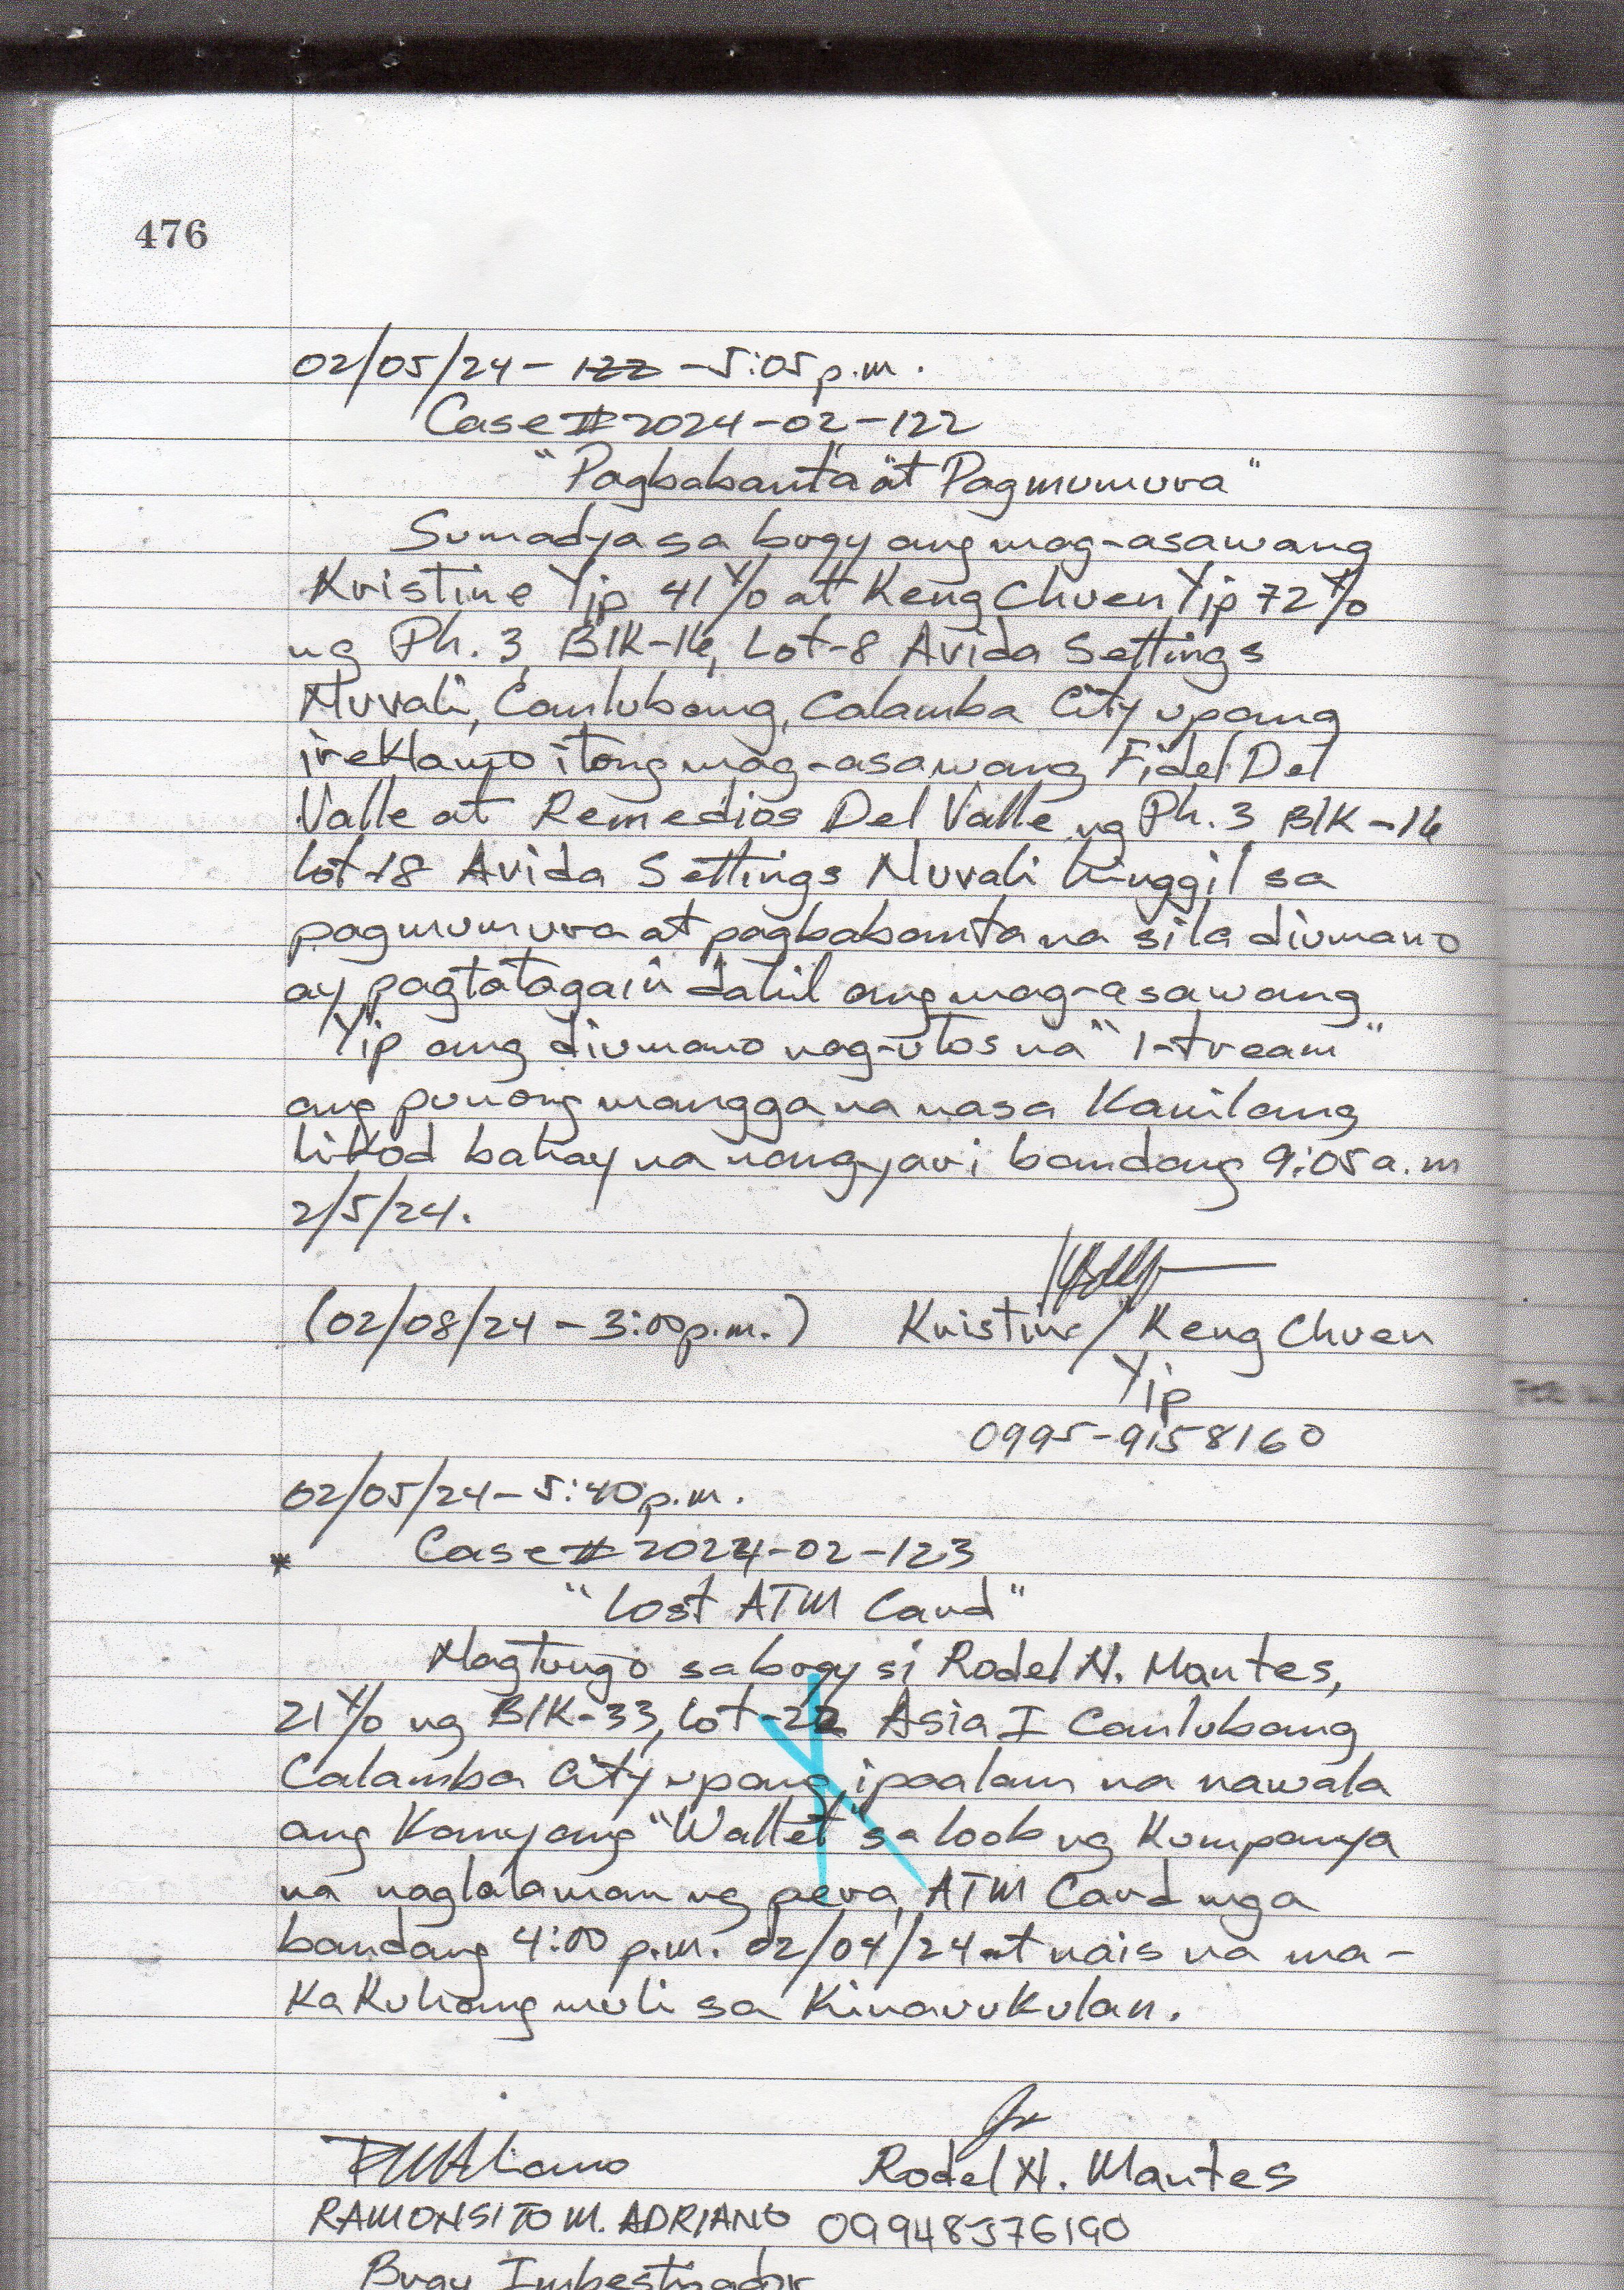 476
02/05/24 - 122 - 5:05 p.m.
Case # 2024-02-122
"Pagbabanta at Pagmumura"
Sumadya sa brgy ang mag-asawang
Kristine Yip 41 y/o at Keng Chuen Yip 72 y/o
ng Ph. 3, Blk-16, Lot-8 Avida Settings
Nuvali, Canlubang, Calamba City upang
ireklamo itong mag-asawang Fidel Del
Valle at Remedios Del Valle ng Ph. 3 Blk-16
Lot-18 Avida Settings Nuvali hinggil sa
pagmumura at pagbabanta na sila diumano
ay pagtatagain dahil ang mag-asawang
Yip ang diumano nag-utos na "i-tream"
ang punong mangga na nasa kanilang
likod bahay na nangyari bandang 9:05 a.m
2/5/24.
(02/08/24 - 3:00 p.m.) Kristine/Keng Chuen
Yip
0995-9158160
02/05/24 - 5:40 p.m.
* Case # 2024-02-123
"Lost ATM Card"
Nagtungo sa brgy si Rodel N. Mantes,
21 y/o ng Blk-33, Lot-22 Asia I Canlubang
Calamba City upang ipaalam na nawala
ang kanyang "Wallet" sa loob ng kumpanya
na naglalaman ng pera, ATM Card mga
bandang 4:00 p.m. 02/04/24 at nais na ma-
kakuhang muli sa kinauukulan.
RAMONSITO M. ADRIANO Rodel N. Mantes
09948376190
Brgy Imbestigador